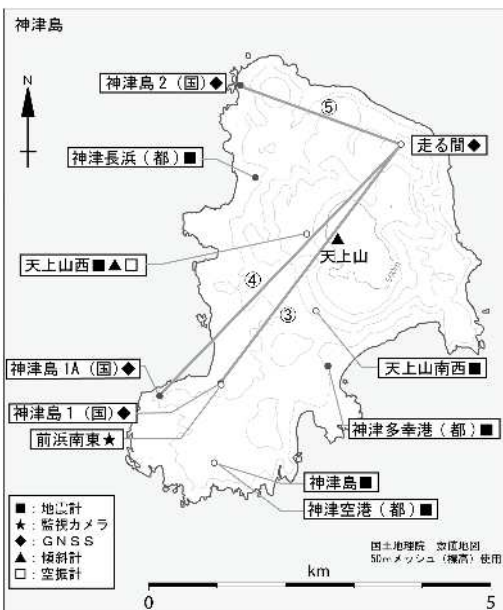 神津島
N
神津島2（国）◆
⑤
走る間◆
神津長浜（都）■
天上山西■▲□
天上山
500m
④
③
天上山南西■
神津島1A（国）◆
神津島1（国）◆
前浜南東★
神津多幸港（都）■
神津島■
神津空港（都）■
■：地震計
★：監視カメラ
◆：GNSS
▲：傾斜計
□：空振計
国土地理院 数値地図
50mメッシュ（標高）使用
km
0
5